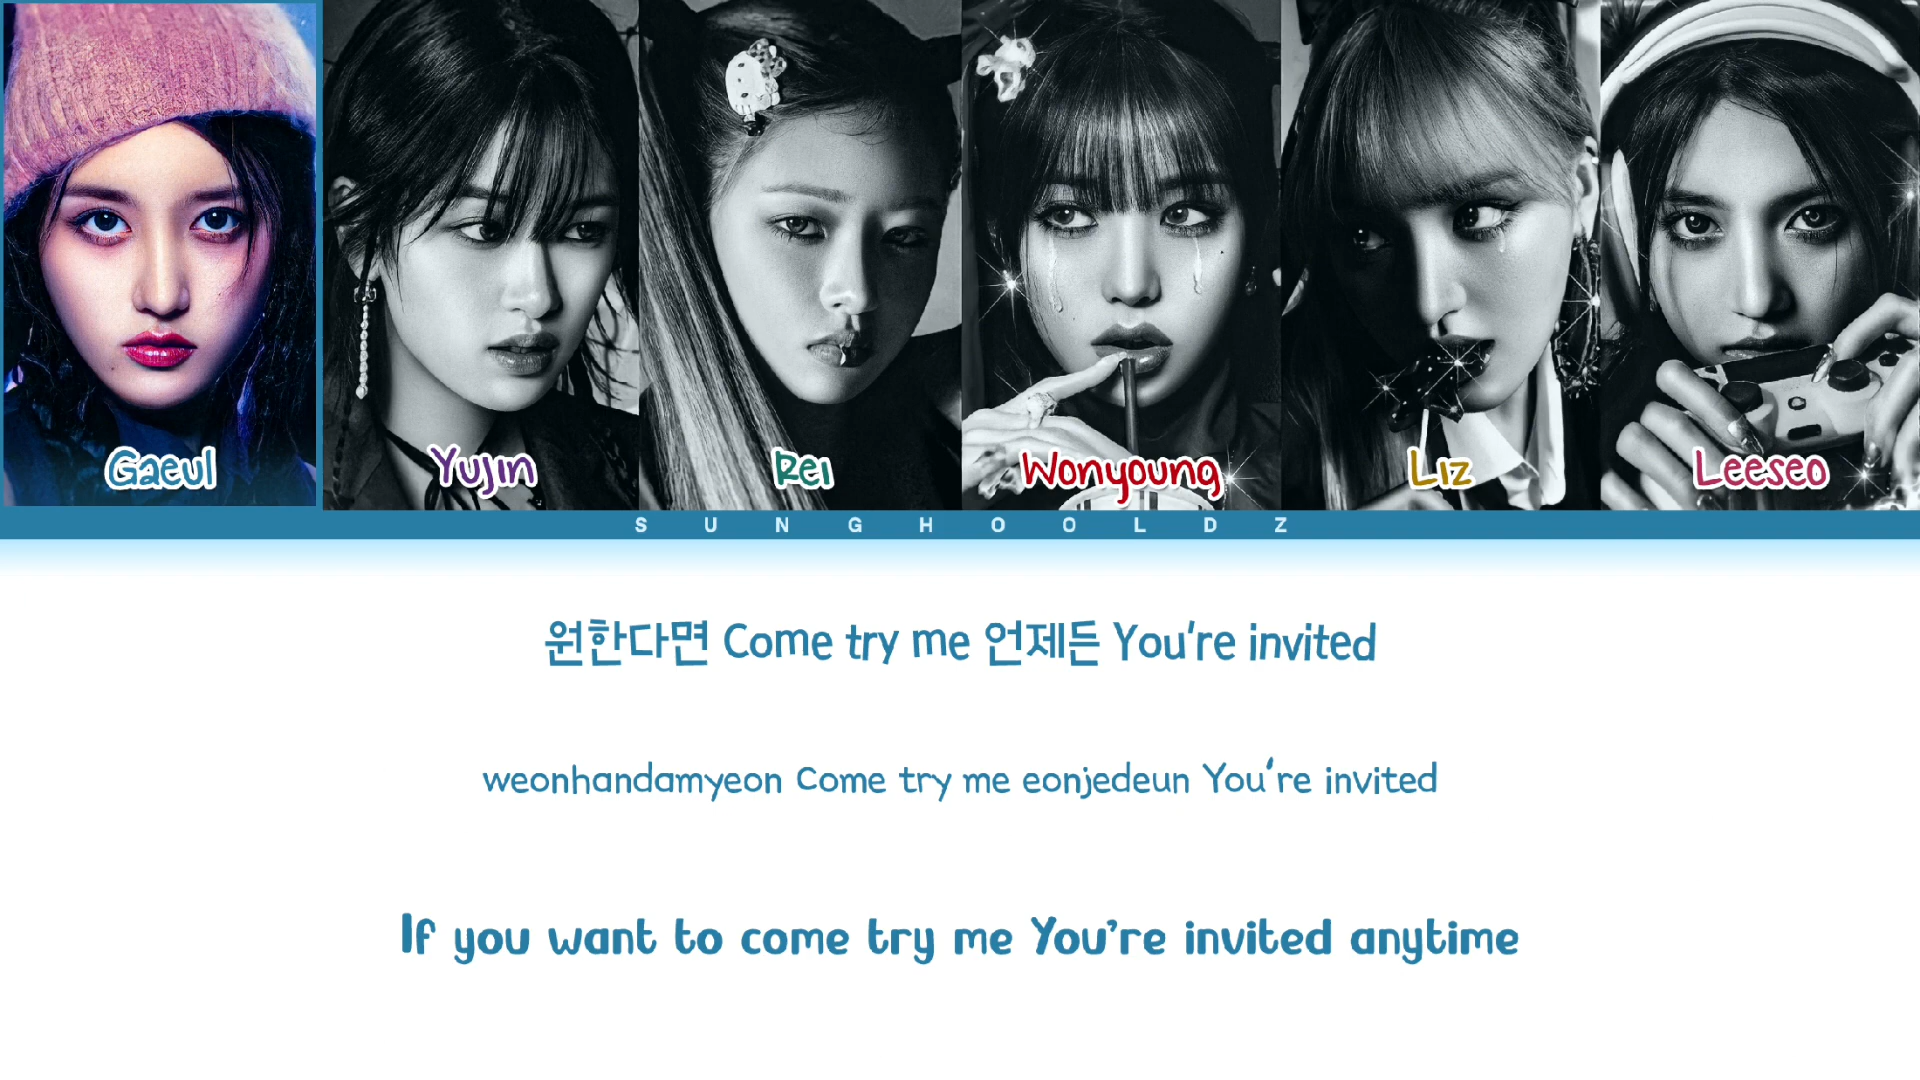 Gaeul Yujin Rei Wonyoung Liz Leeseo
SUNGHOOLDZ
원한다면 Come try me 언제든 You're invited
weonhandamyeon Come try me eonjedeun You're invited
If you want to come try me You're invited anytime